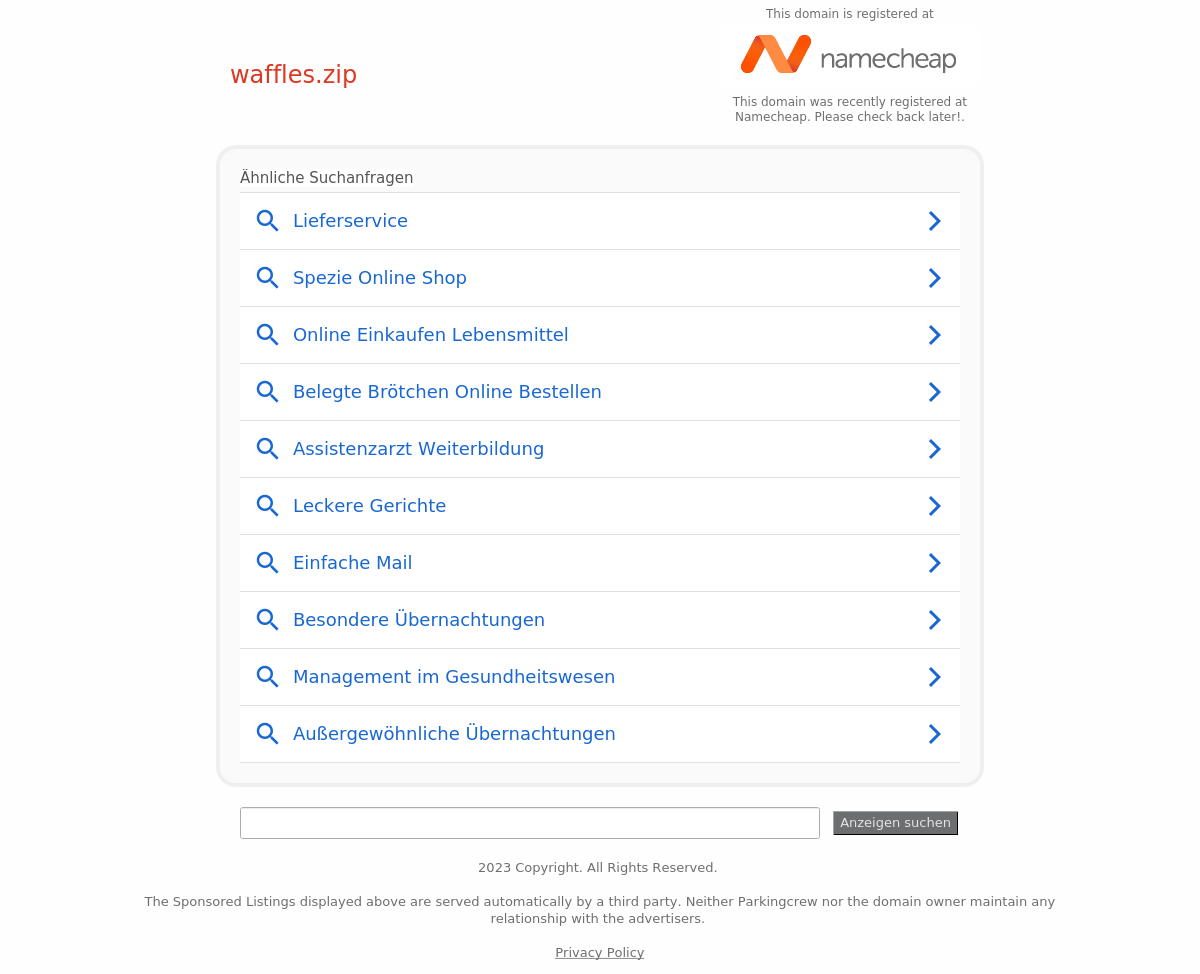 This domain is registered at
namecheap
waffles.zip
This domain was recently registered at
Namecheap. Please check back later!.
Ähnliche Suchanfragen
Lieferservice
Spezie Online Shop
Online Einkaufen Lebensmittel
Belegte Brötchen Online Bestellen
Assistenzarzt Weiterbildung
Leckere Gerichte
Einfache Mail
Besondere Übernachtungen
Management im Gesundheitswesen
Außergewöhnliche Übernachtungen
Anzeigen suchen
2023 Copyright. All Rights Reserved.
The Sponsored Listings displayed above are served automatically by a third party. Neither Parkingcrew nor the domain owner maintain any
relationship with the advertisers.
Privacy Policy